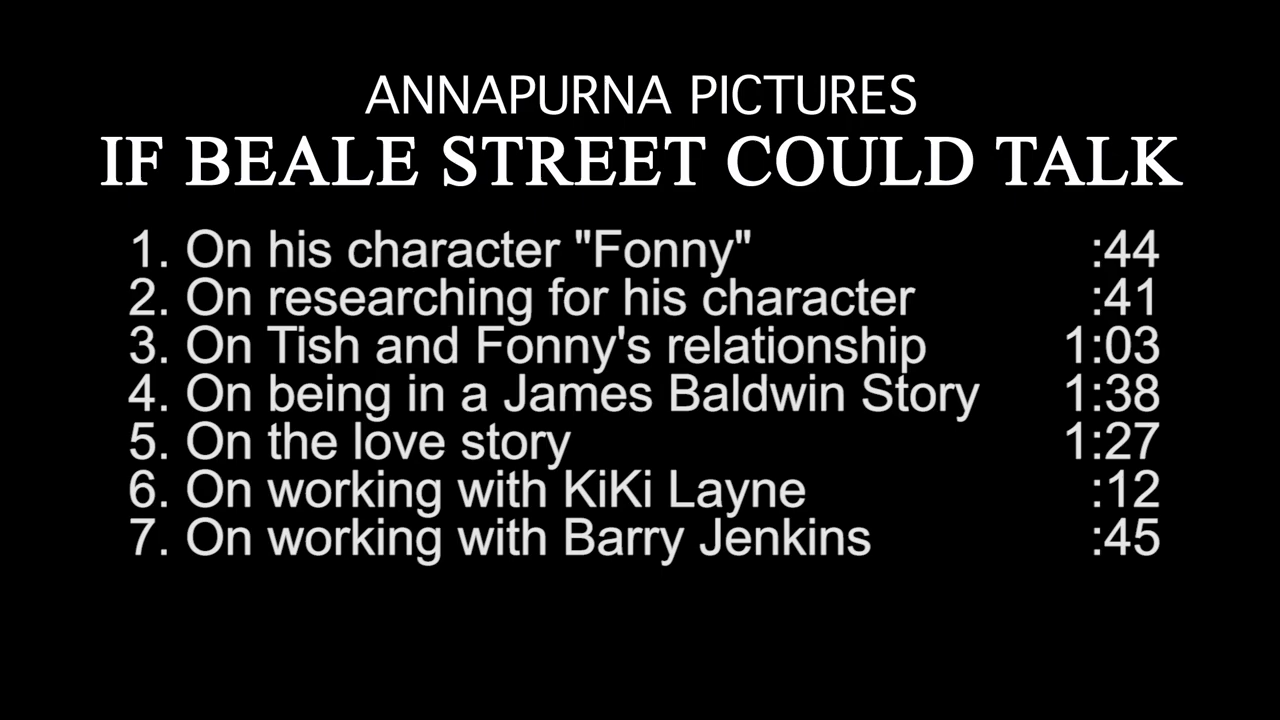 ANNAPURNA PICTURES
IF BEALE STREET COULD TALK
1. On his character "Fonny" :44
2. On researching for his character :41
3. On Tish and Fonny's relationship 1:03
4. On being in a James Baldwin Story 1:38
5. On the love story 1:27
6. On working with KiKi Layne :12
7. On working with Barry Jenkins :45